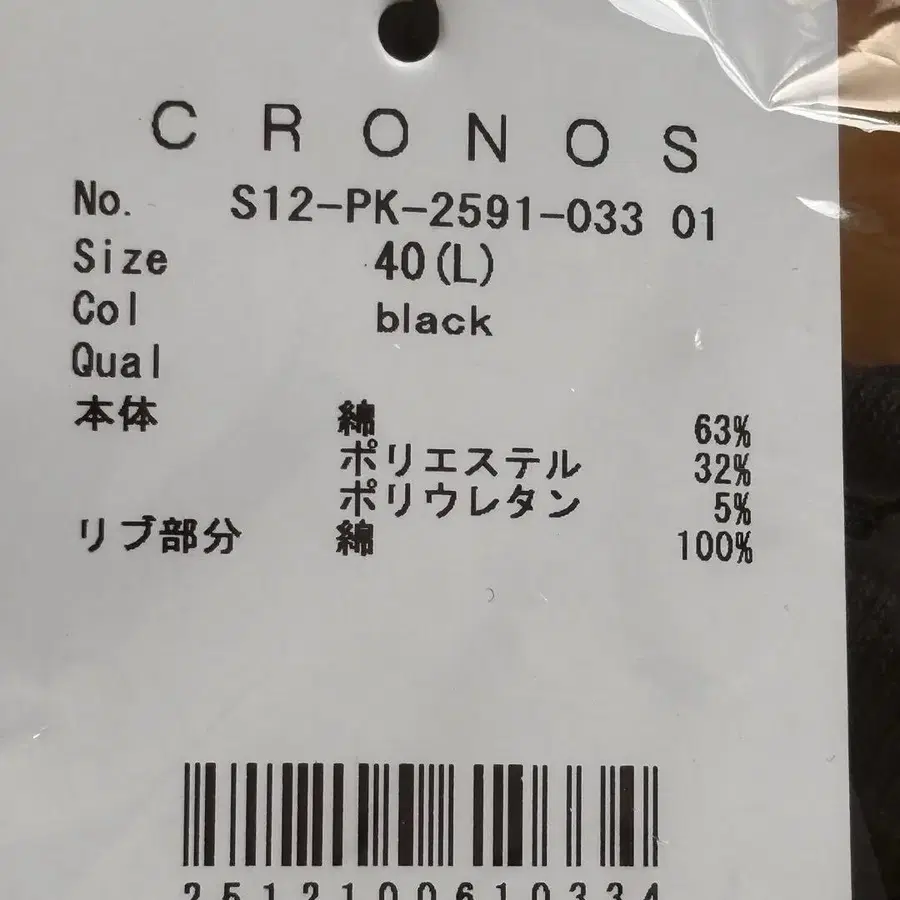 CRONOS
No. S12-PK-2591-033 01
Size 40(L)
Col black
Qual
本体 綿 63%
ポリエステル 32%
ポリウレタン 5%
リブ部分 綿 100%
2512100610334